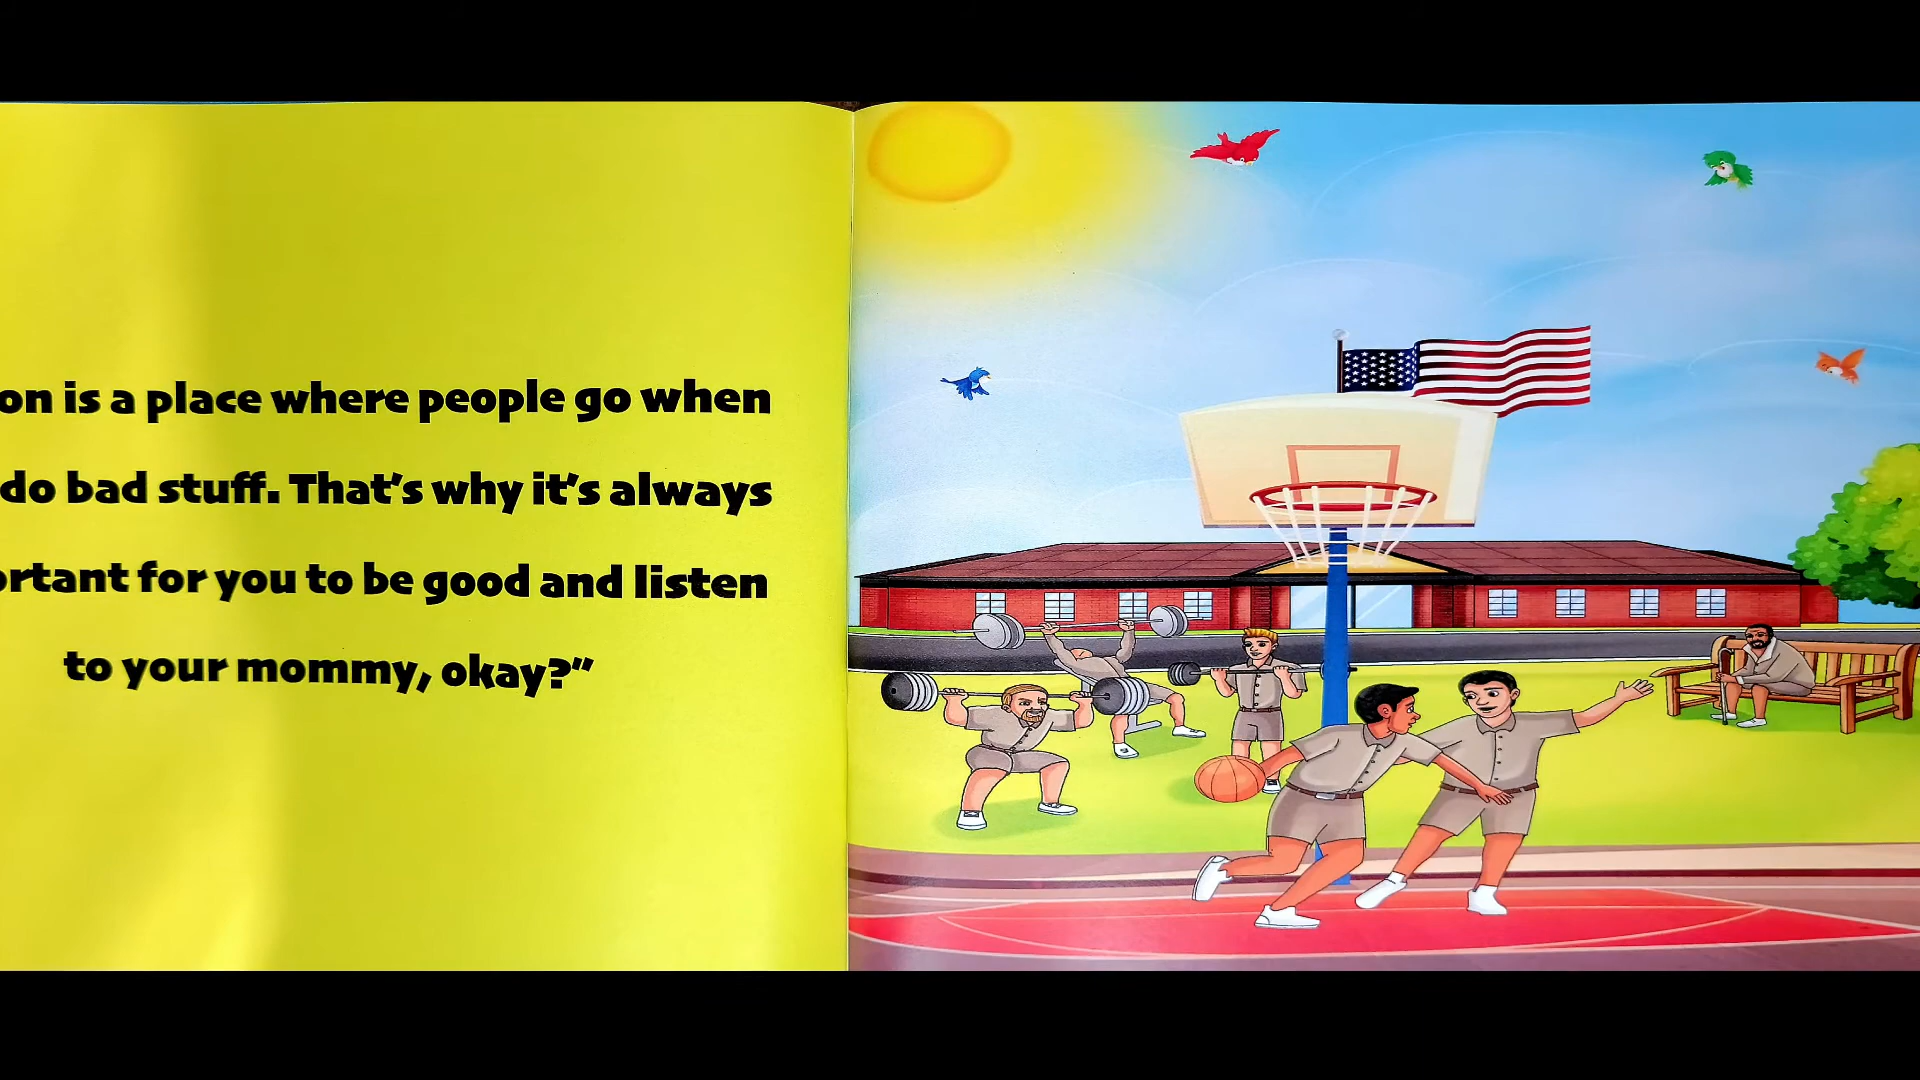 on is a place where people go when
do bad stuff. That's why it's always
ortant for you to be good and listen
to your mommy, okay?”